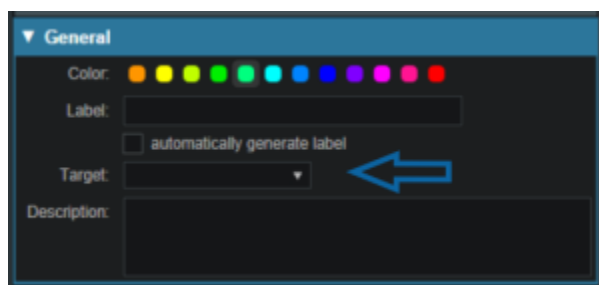 General
Color:
Label:
automatically generate label
Target:
Description: